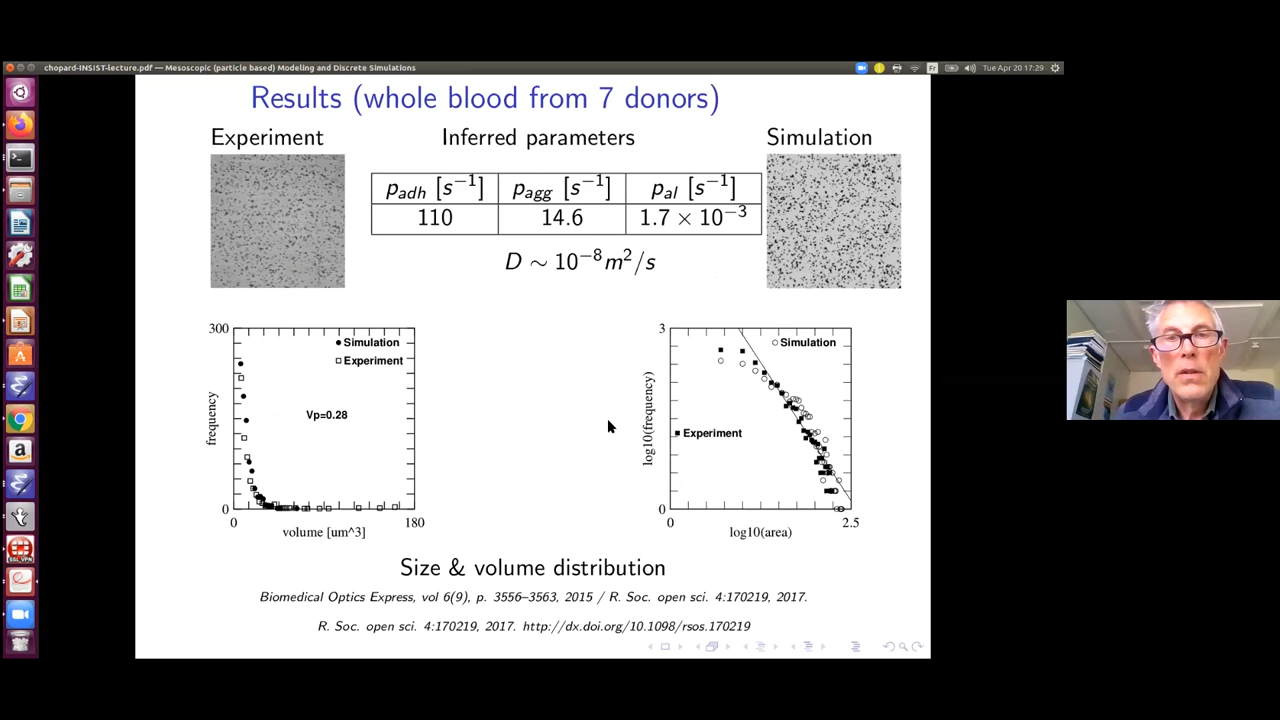 chopard-INSIST-lecture.pdf — Mesoscopic (particle based) Modeling and Discrete Simulations
Fr
Tue Apr 20 17:29
Results (whole blood from 7 donors)
Experiment
Inferred parameters
Simulation
p_adh [s⁻¹] p_agg [s⁻¹] p_al [s⁻¹]
110 14.6 1.7 × 10⁻³
D ∼ 10⁻⁸m²/s
300
Simulation
Experiment
Vp=0.28
frequency
0
0
180
volume [um^3]
3
Simulation
Experiment
log10(frequency)
0
0
2.5
log10(area)
Size & volume distribution
Biomedical Optics Express, vol 6(9), p. 3556–3563, 2015 / R. Soc. open sci. 4:170219, 2017.
R. Soc. open sci. 4:170219, 2017. http://dx.doi.org/10.1098/rsos.170219
SSL VPN